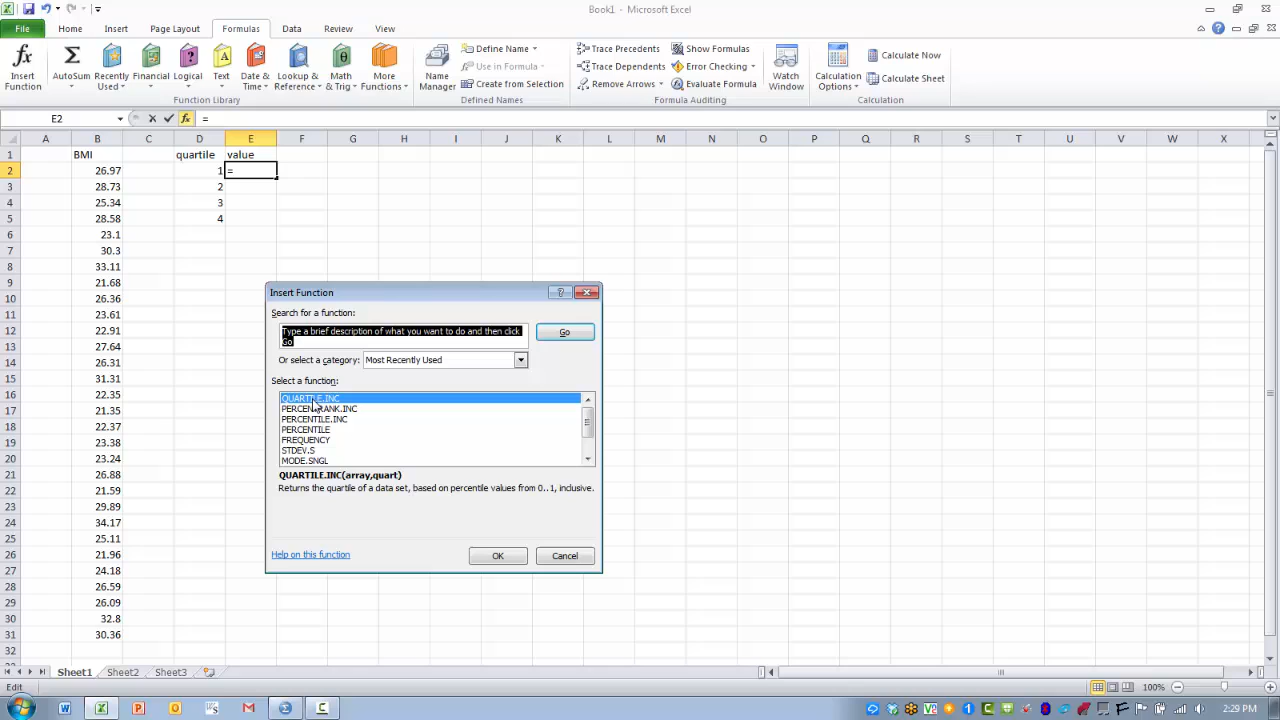 Book1 - Microsoft Excel
File Home Insert Page Layout Formulas Data Review View
Insert Function
AutoSum
Recently Used
Financial
Logical
Text
Date & Time
Lookup & Reference
Math & Trig
More Functions
Function Library
Name Manager
Define Name
Use in Formula
Create from Selection
Defined Names
Trace Precedents
Trace Dependents
Remove Arrows
Show Formulas
Error Checking
Evaluate Formula
Formula Auditing
Watch Window
Calculation Options
Calculate Now
Calculate Sheet
Calculation
E2 fx =
A B C D E F G H I J K L M N O P Q R S T U V W X
1 BMI quartile value
2 26.97 1 =
3 28.73 2
4 25.34 3
5 28.58 4
6 23.1
7 30.3
8 33.11
9 21.68
10 26.36
11 23.61
12 22.91
13 27.64
14 26.31
15 31.31
16 22.35
17 21.35
18 22.37
19 23.38
20 23.24
21 26.88
22 21.59
23 29.89
24 34.17
25 25.11
26 21.96
27 24.18
28 26.59
29 26.09
30 32.8
31 30.36
32
Insert Function
Search for a function:
Type a brief description of what you want to do and then click
Go
Go
Or select a category: Most Recently Used
Select a function:
QUARTILE.INC
PERCENTRANK.INC
PERCENTILE.INC
PERCENTILE
FREQUENCY
STDEV.S
MODE.SNGL
QUARTILE.INC(array,quart)
Returns the quartile of a data set, based on percentile values from 0..1, inclusive.
Help on this function
OK Cancel
Sheet1 Sheet2 Sheet3
Edit 100%
2:29 PM